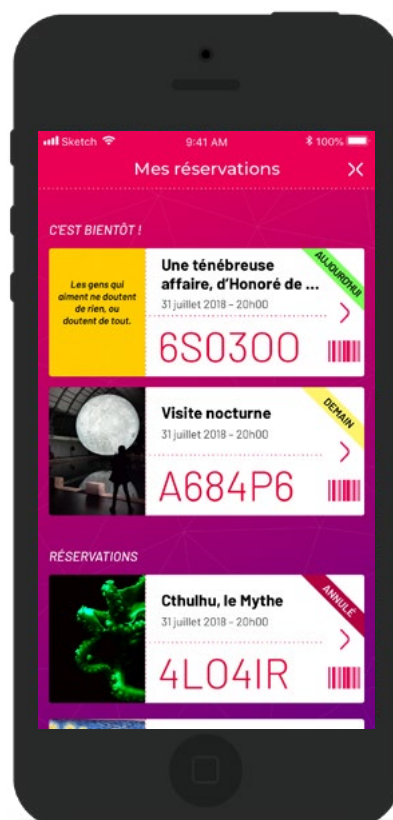 Sketch 9:41 AM 100%
Mes réservations
C'EST BIENTÔT !
Les gens qui
aiment ne doutent
de rien, ou
doutent de tout.
Une ténébreuse
affaire, d'Honoré de ...
AUJOURD'HUI
31 juillet 2018 - 20h00
6S03OO
Visite nocturne
DEMAIN
31 juillet 2018 - 20h00
A684P6
RÉSERVATIONS
Cthulhu, le Mythe
ANNULÉ
31 juillet 2018 - 20h00
4LO4IR